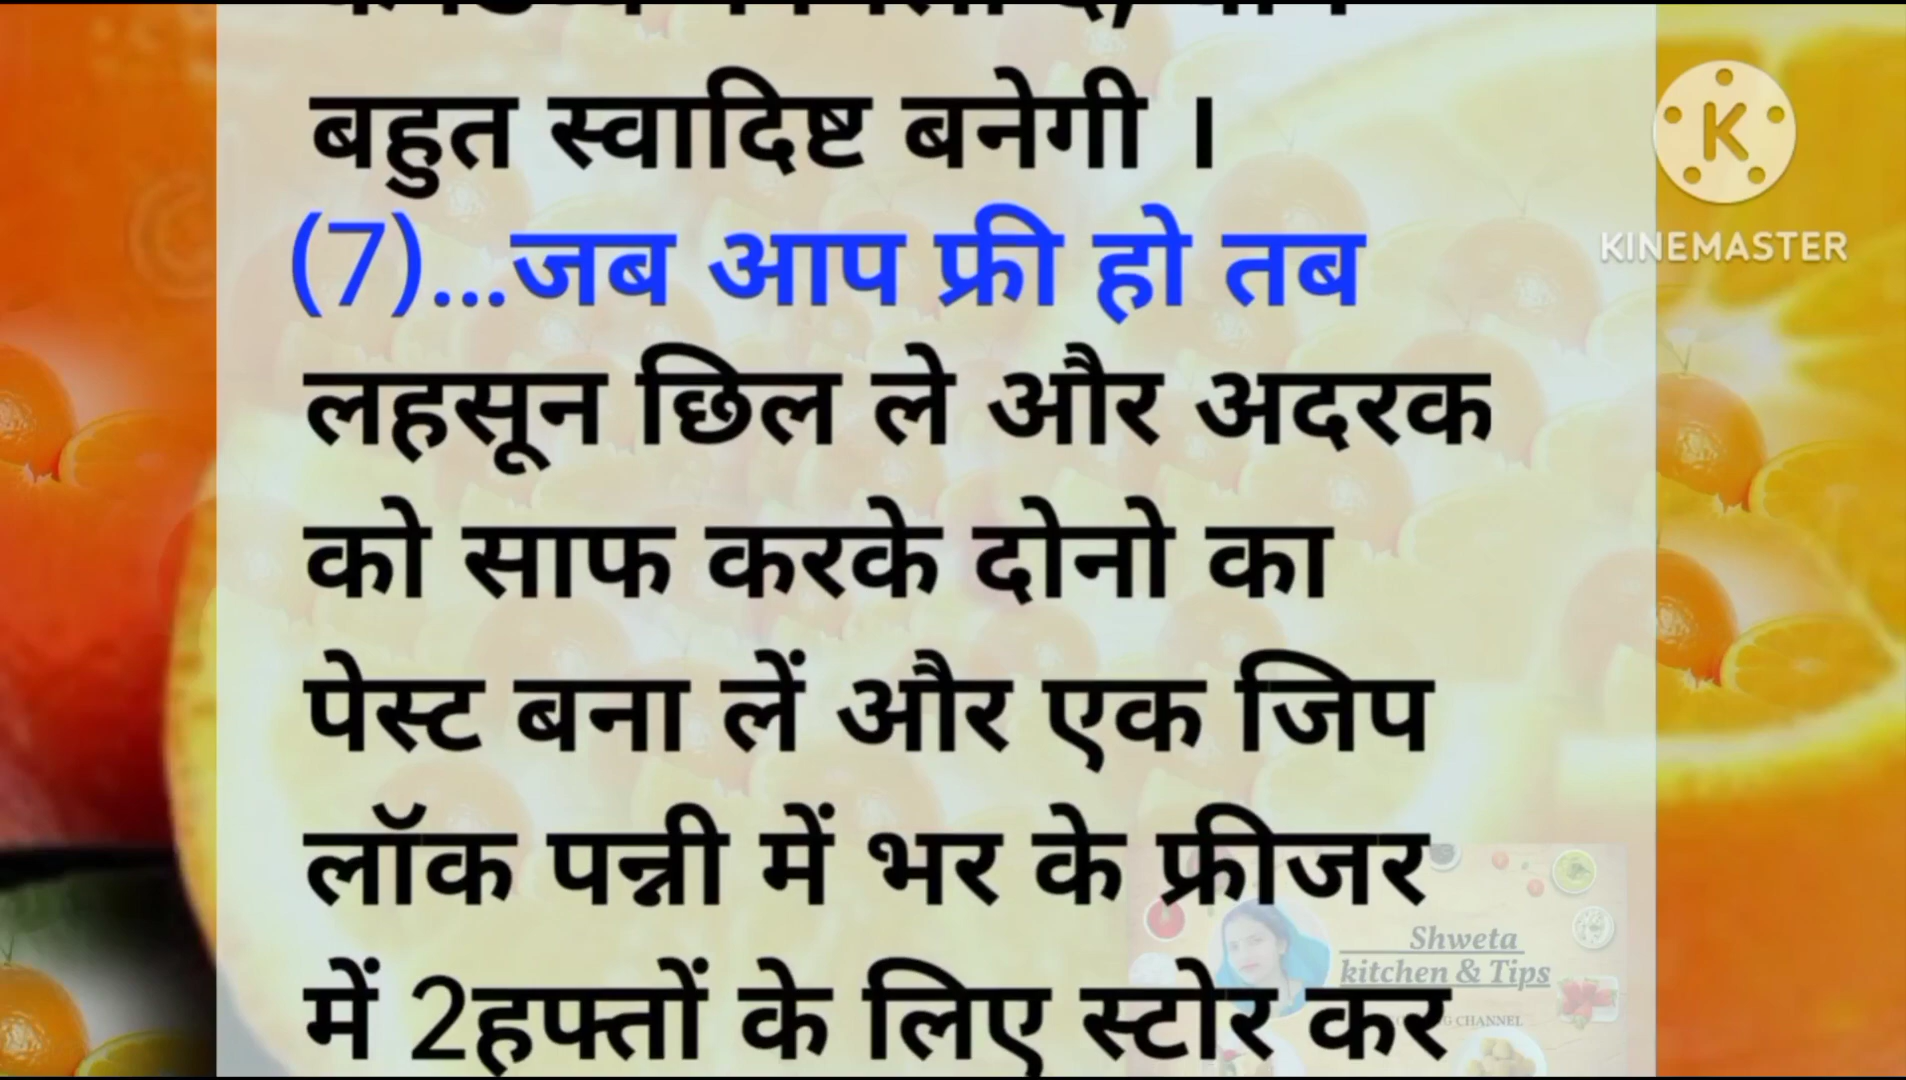 बहुत स्वादिष्ट बनेगी ।
(7)...जब आप फ्री हो तब
लहसून छिल ले और अदरक
को साफ करके दोनो का
पेस्ट बना लें और एक जिप
लॉक पन्नी में भर के फ्रीजर
में 2हफ्तों के लिए स्टोर कर
K
KINEMASTER
Shweta
kitchen & Tips
CHANNEL